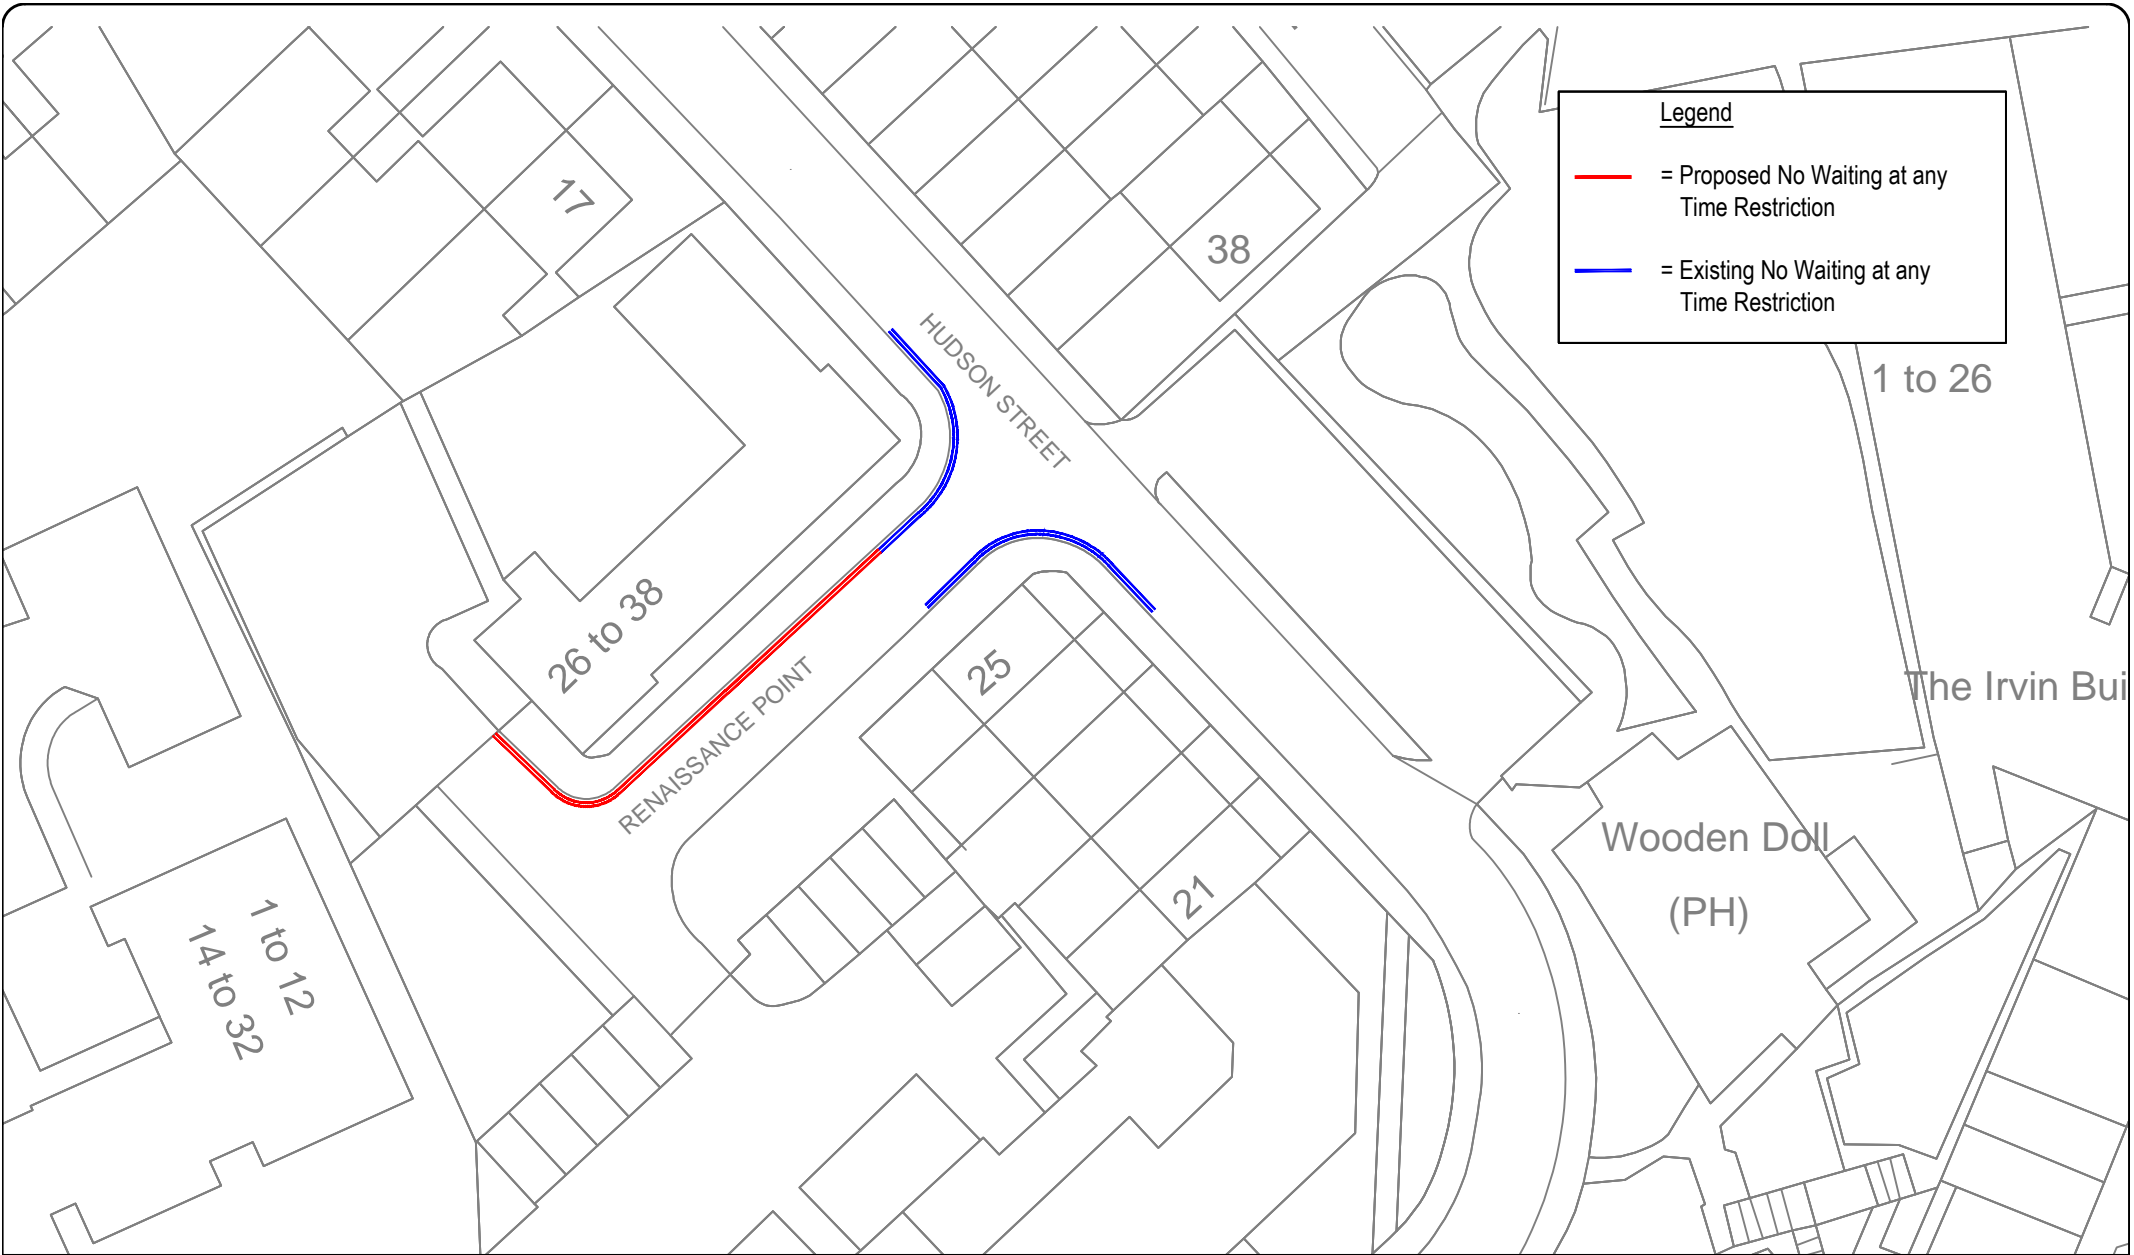 Legend
= Proposed No Waiting at any
Time Restriction
= Existing No Waiting at any
Time Restriction
17
38
HUDSON STREET
1 to 26
26 to 38
25
RENAISSANCE POINT
The Irvin Bui
Wooden Doll
(PH)
21
1 to 12
14 to 32